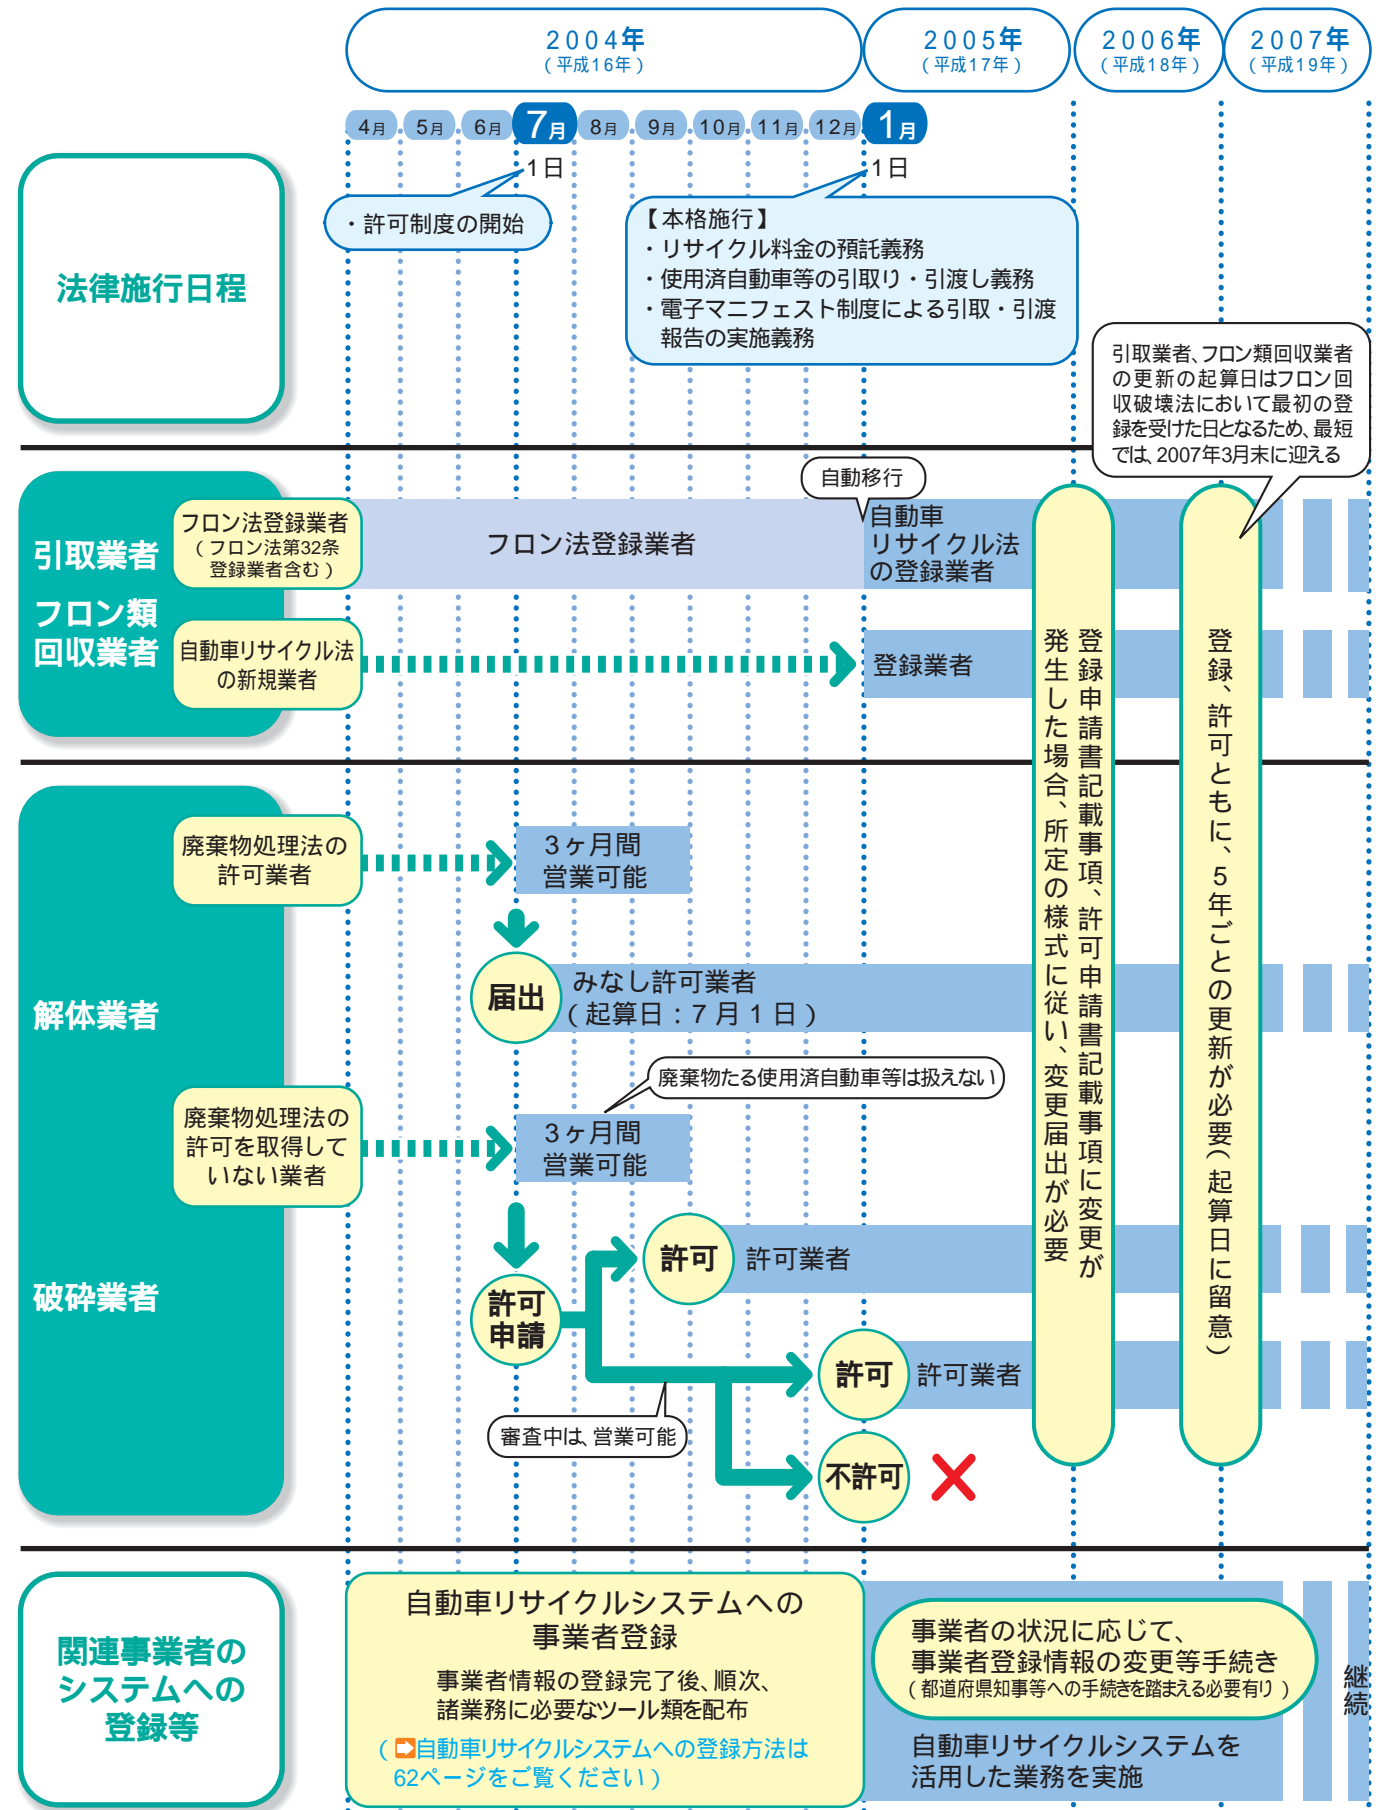 2004年
（平成16年）
2005年
（平成17年）
2006年
（平成18年）
2007年
（平成19年）
4月
5月
6月
7月
8月
9月
10月
11月
12月
1月
1日
1日
法律施行日程
・許可制度の開始
【本格施行】
・リサイクル料金の預託義務
・使用済自動車等の引取り・引渡し義務
・電子マニフェスト制度による引取・引渡
報告の実施義務
引取業者、フロン類回収業者
の更新の起算日はフロン回
収破壊法において最初の登
録を受けた日となるため、最短
では、2007年3月末に迎える
自動移行
引取業者
フロン類
回収業者
フロン法登録業者
（フロン法第32条
登録業者含む）
フロン法登録業者
自動車
リサイクル法
の登録業者
自動車リサイクル法
の新規業者
登録業者
登録申請書記載事項、許可申請書記載事項に変更が
発生した場合、所定の様式に従い、変更届出が必要
登録、許可ともに、5年ごとの更新が必要（起算日に留意）
解体業者
破砕業者
廃棄物処理法の
許可業者
3ヶ月間
営業可能
届出
みなし許可業者
（起算日：7月1日）
廃棄物たる使用済自動車等は扱えない
廃棄物処理法の
許可を取得して
いない業者
3ヶ月間
営業可能
許可
申請
許可
許可業者
許可
許可業者
審査中は、営業可能
不許可
関連事業者の
システムへの
登録等
自動車リサイクルシステムへの
事業者登録
事業者情報の登録完了後、順次、
諸業務に必要なツール類を配布
（➡自動車リサイクルシステムへの登録方法は
62ページをご覧ください）
事業者の状況に応じて、
事業者登録情報の変更等手続き
（都道府県知事等への手続きを踏まえる必要有り）
自動車リサイクルシステムを
活用した業務を実施
継続